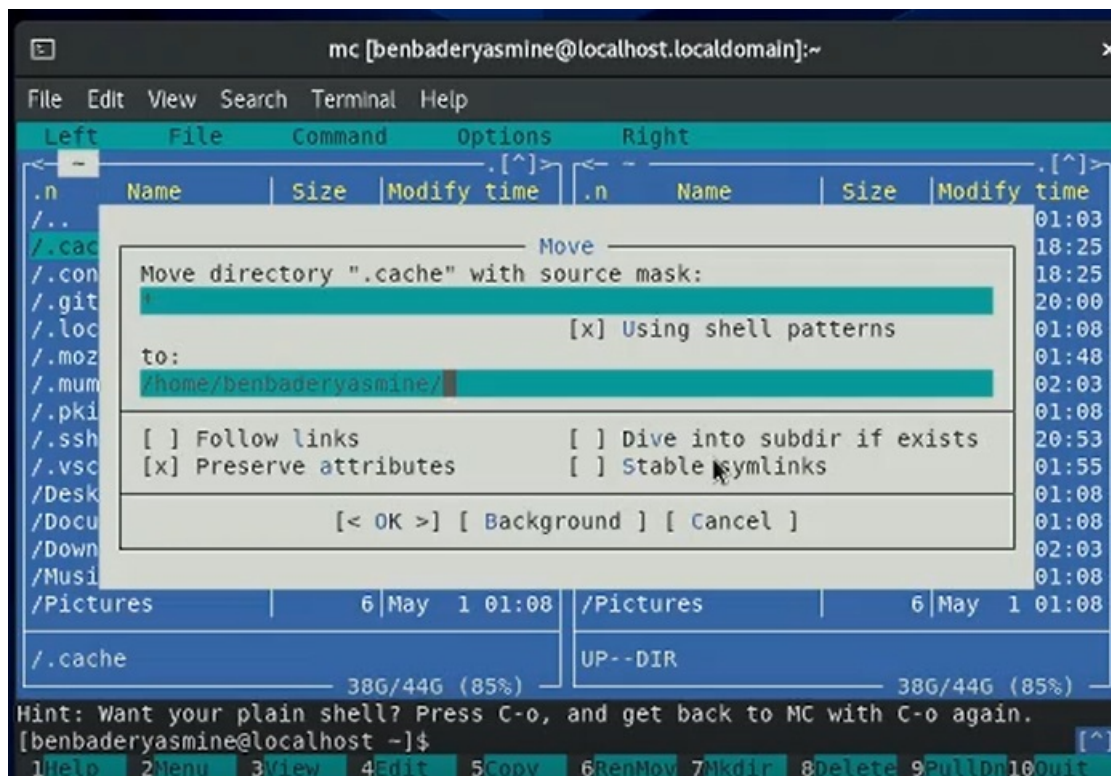 mc [benbaderyasmine@localhost.localdomain]:~
File Edit View Search Terminal Help
Left File Command Options Right
<- ~ .[^]> <- ~ .[^]>
.n Name Size Modify time .n Name Size Modify time
/.. 01:03
/.cac 18:25
/.con 18:25
/.git 20:00
/.loc 01:08
/.moz 01:48
/.mum 02:03
/.pki 01:08
/.ssh 20:53
/.vsc 01:55
/Desk 01:08
/Docu 01:08
/Down 02:03
/Musi 01:08
/Pictures 6 May 1 01:08 /Pictures 6 May 1 01:08
Move
Move directory ".cache" with source mask:
*
[x] Using shell patterns
to:
/home/benbaderyasmine/
[ ] Follow links [ ] Dive into subdir if exists
[x] Preserve attributes [ ] Stable symlinks
[< OK >] [ Background ] [ Cancel ]
/.cache UP--DIR
38G/44G (85%) 38G/44G (85%)
Hint: Want your plain shell? Press C-o, and get back to MC with C-o again.
[benbaderyasmine@localhost ~]$ [^]
1Help 2Menu 3View 4Edit 5Copy 6RenMov 7Mkdir 8Delete 9PullDn 10Quit